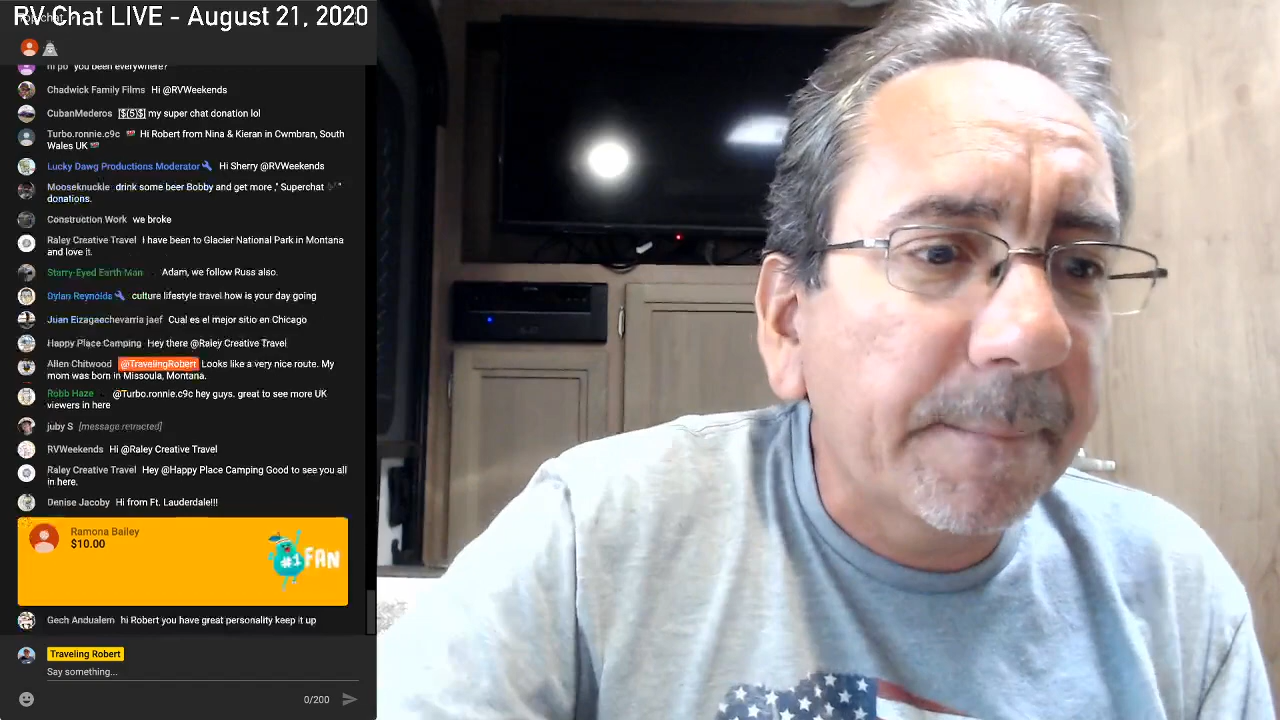 RV Chat LIVE - August 21, 2020
you been everywhere?
Chadwick Family Films Hi @RVWeekends
CubanMederos [$(5)$] my super chat donation lol
Turbo.ronnie.c9c Hi Robert from Nina & Kieran in Cwmbran, South
Wales UK
Lucky Dawg Productions Moderator Hi Sherry @RVWeekends
Mooseknuckle drink some beer Bobby and get more ," Superchat
donations.
Construction Work we broke
Raley Creative Travel I have been to Glacier National Park in Montana
and love it.
Starry-Eyed Earth-Man Adam, we follow Russ also.
Dylan Reynolds culture lifestyle travel how is your day going
Juan Eizagaechevarria jaef Cual es el mejor sitio en Chicago
Happy Place Camping Hey there @Raley Creative Travel
Allen Chitwood @TravelingRobert Looks like a very nice route. My
mom was born in Missoula, Montana.
Robb Haze @Turbo.ronnie.c9c hey guys. great to see more UK
viewers in here
juby S [message retracted]
RVWeekends Hi @Raley Creative Travel
Raley Creative Travel Hey @Happy Place Camping Good to see you all
in here.
Denise Jacoby Hi from Ft. Lauderdale!!!
Ramona Bailey
$10.00
#1 FAN
Gech Andualem hi Robert you have great personality keep it up
Traveling Robert
Say something...
0/200